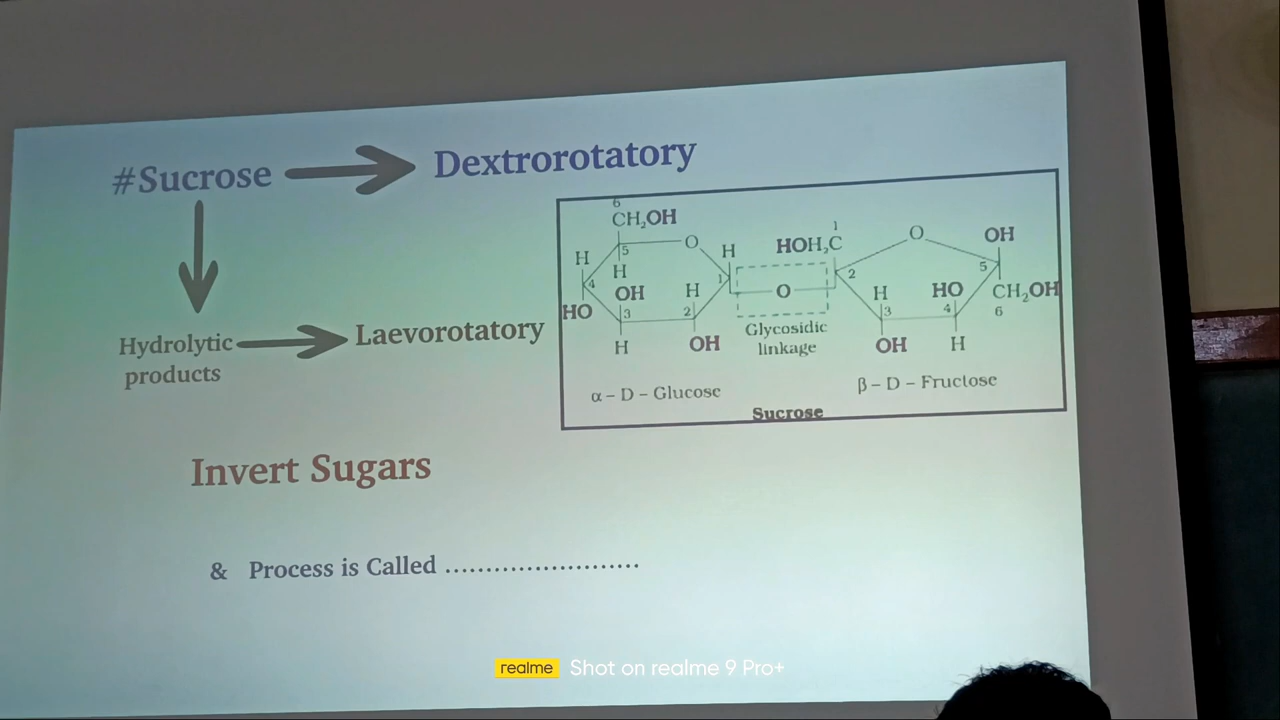 #Sucrose
Dextrorotatory
Hydrolytic
products
Laevorotatory
6
CH₂OH
5
O
H
H
4
H
OH
H
1
HO
3
2
H
OH
α – D – Glucose
O
Glycosidic
linkage
1
HOH₂C
O
OH
2
5
H
HO
CH₂OH
3
4
6
OH
H
β – D – Fructose
Sucrose
Invert Sugars
& Process is Called ........................
realme Shot on realme 9 Pro+